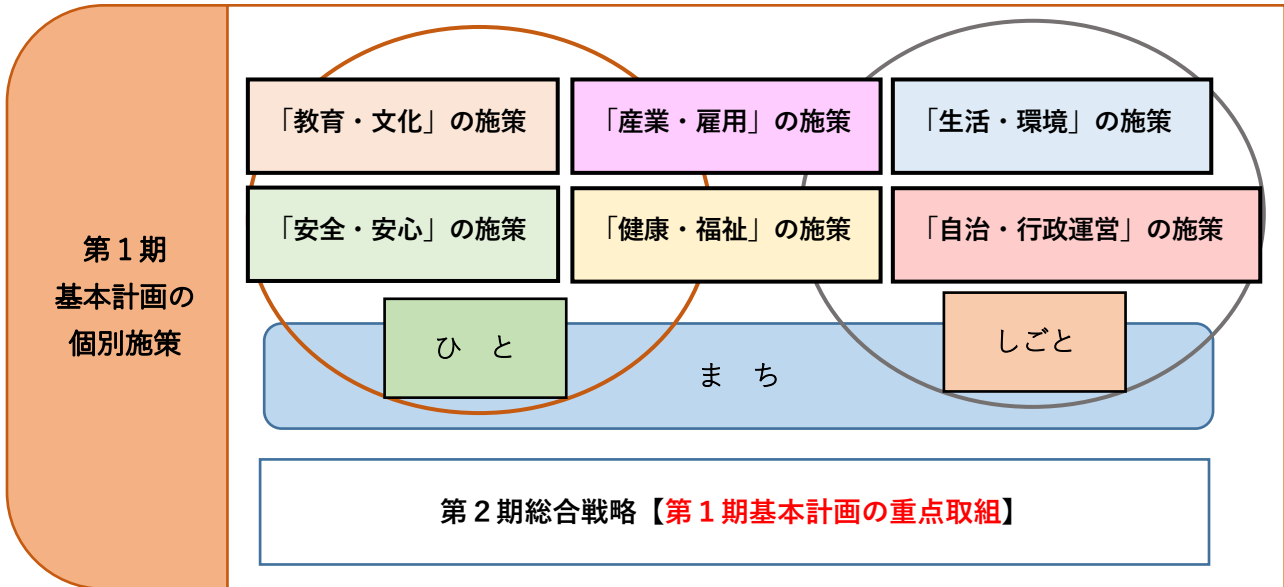 第１期
基本計画の
個別施策
「教育・文化」の施策
「産業・雇用」の施策
「生活・環境」の施策
「安全・安心」の施策
「健康・福祉」の施策
「自治・行政運営」の施策
ひ　と
ま　ち
しごと
第２期総合戦略【第１期基本計画の重点取組】